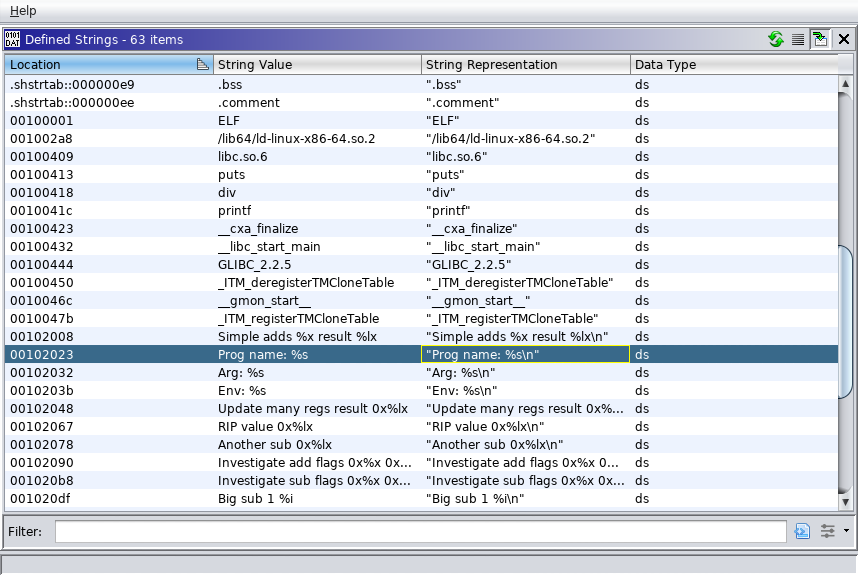 Help
0101 DAT Defined Strings - 63 items
Location String Value String Representation Data Type
.shstrtab::000000e9 .bss ".bss" ds
.shstrtab::000000ee .comment ".comment" ds
00100001 ELF "ELF" ds
001002a8 /lib64/ld-linux-x86-64.so.2 "/lib64/ld-linux-x86-64.so.2" ds
00100409 libc.so.6 "libc.so.6" ds
00100413 puts "puts" ds
00100418 div "div" ds
0010041c printf "printf" ds
00100423 __cxa_finalize "__cxa_finalize" ds
00100432 __libc_start_main "__libc_start_main" ds
00100444 GLIBC_2.2.5 "GLIBC_2.2.5" ds
00100450 _ITM_deregisterTMCloneTable "_ITM_deregisterTMCloneTable" ds
0010046c __gmon_start__ "__gmon_start__" ds
0010047b _ITM_registerTMCloneTable "_ITM_registerTMCloneTable" ds
00102008 Simple adds %x result %lx "Simple adds %x result %lx\n" ds
00102023 Prog name: %s "Prog name: %s\n" ds
00102032 Arg: %s "Arg: %s\n" ds
0010203b Env: %s "Env: %s\n" ds
00102048 Update many regs result 0x%lx "Update many regs result 0x%... ds
00102067 RIP value 0x%lx "RIP value 0x%lx\n" ds
00102078 Another sub 0x%lx "Another sub 0x%lx\n" ds
00102090 Investigate add flags 0x%x 0x... "Investigate add flags 0x%x 0... ds
001020b8 Investigate sub flags 0x%x 0x... "Investigate sub flags 0x%x 0... ds
001020df Big sub 1 %i "Big sub 1 %i\n" ds
Filter: